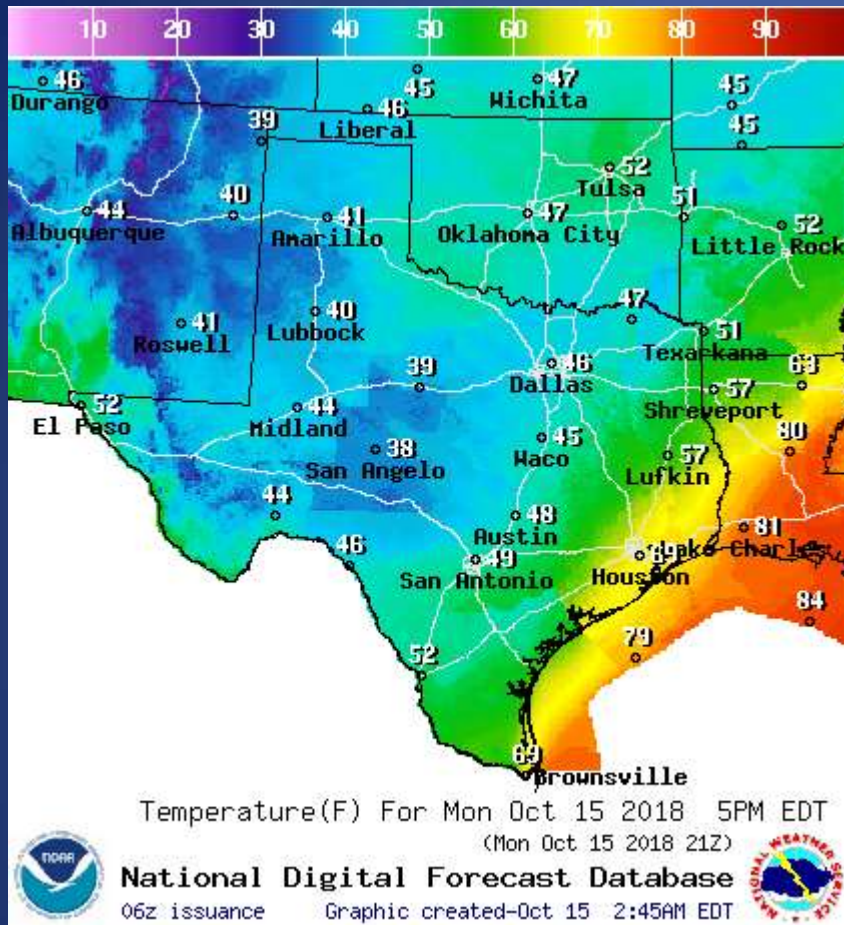 10 20 30 40 50 60 70 80 90
46 Durango
45
47 Wichita
45
46 Liberal
39
45
52 Tulsa
44 Albuquerque
40
41 Amarillo
47 Oklahoma City
51
52 Little Rock
41 Roswell
40 Lubbock
47
51 Texarkana
46 Dallas
39
57 Shreveport
63
52 El Paso
44 Midland
38 San Angelo
45 Waco
57 Lufkin
80
44
48 Austin
81
Lake Charles
46
49 San Antonio
69 Houston
84
79
52
69
Brownsville
Temperature(F) For Mon Oct 15 2018 5PM EDT
(Mon Oct 15 2018 21Z)
NOAA
National Digital Forecast Database
06z issuance Graphic created-Oct 15 2:45AM EDT
NATIONAL WEATHER SERVICE